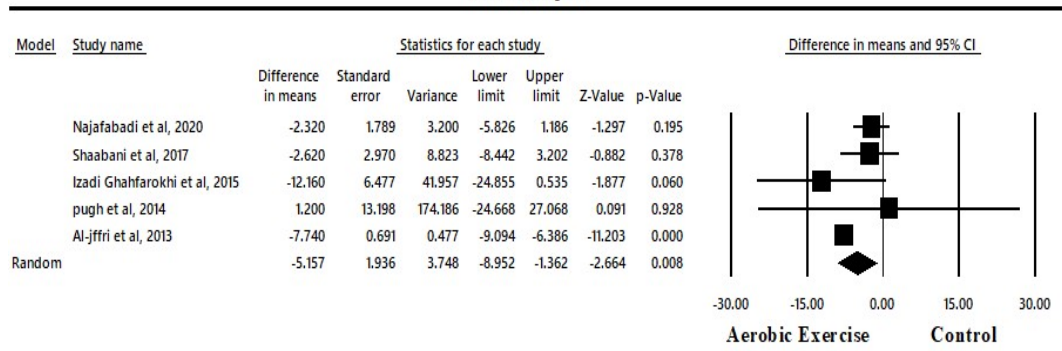 Model Study name Statistics for each study Difference in means and 95% CI
Difference Standard Lower Upper
in means error Variance limit limit Z-Value p-Value
Najafabadi et al, 2020 -2.320 1.789 3.200 -5.826 1.186 -1.297 0.195
Shaabani et al, 2017 -2.620 2.970 8.823 -8.442 3.202 -0.882 0.378
Izadi Ghahfarokhi et al, 2015 -12.160 6.477 41.957 -24.855 0.535 -1.877 0.060
pugh et al, 2014 1.200 13.198 174.186 -24.668 27.068 0.091 0.928
Al-jffri et al, 2013 -7.740 0.691 0.477 -9.094 -6.386 -11.203 0.000
Random -5.157 1.936 3.748 -8.952 -1.362 -2.664 0.008
-30.00 -15.00 0.00 15.00 30.00
Aerobic Exercise Control